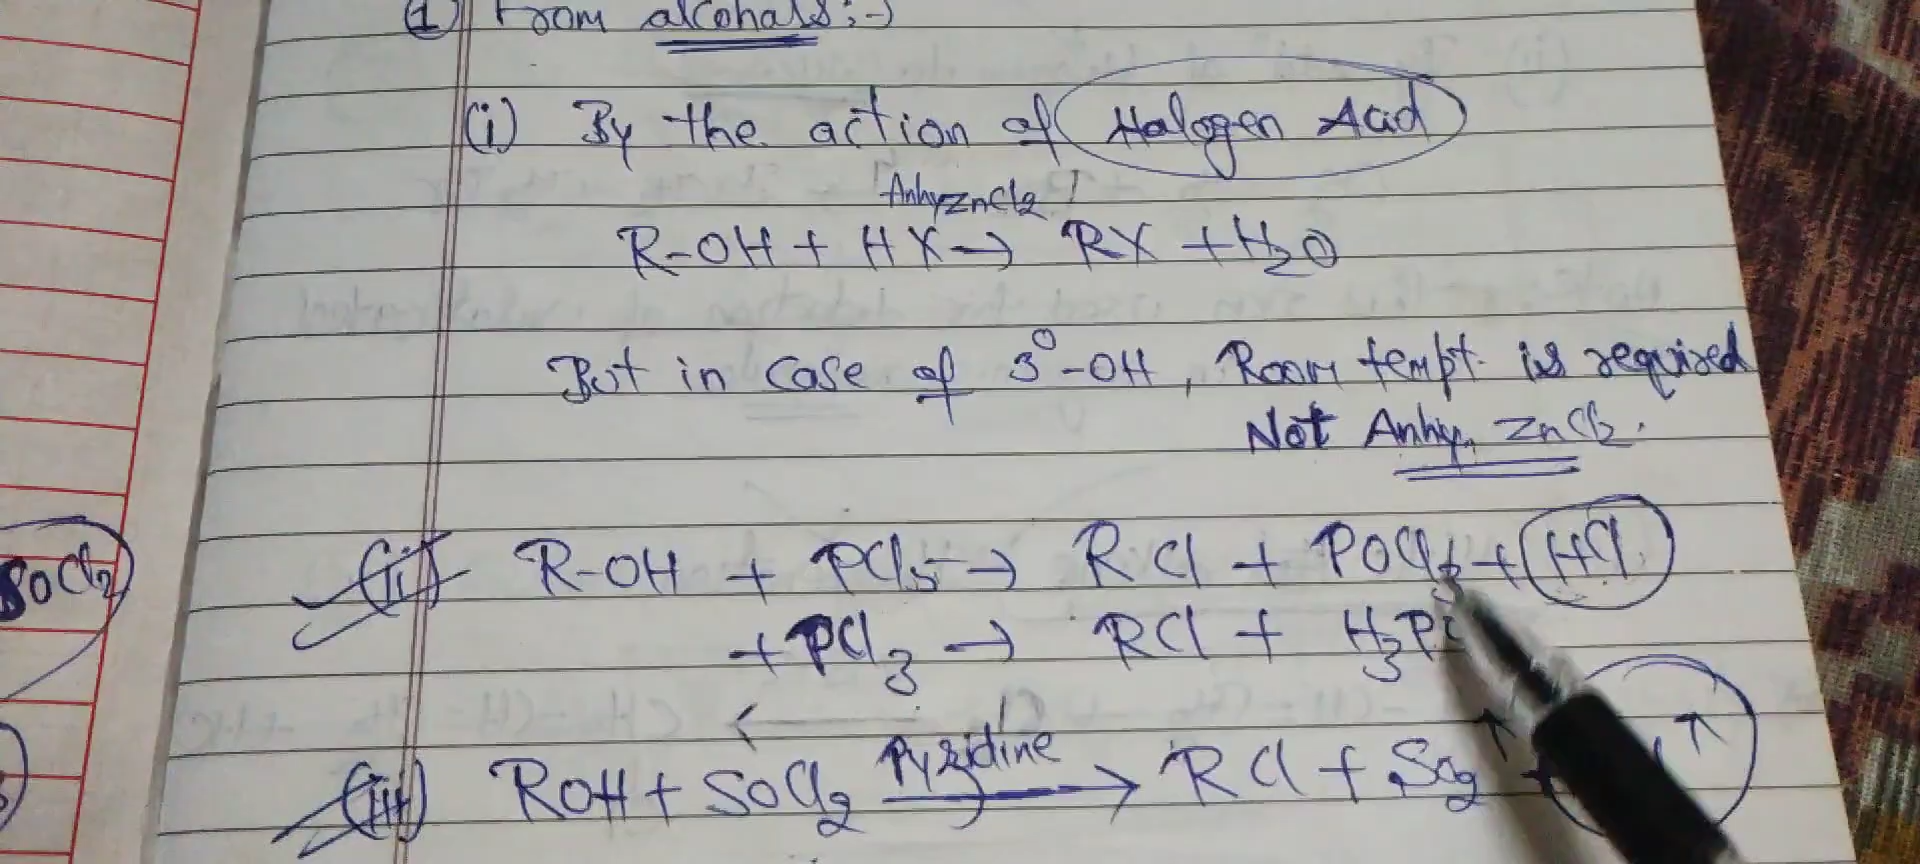 ① From alcohals:-)
(i) By the action of Halogen Acid
Anhy ZnCl2
R-OH + HX → RX + H2O
But in case of 3°-OH, Room tempt. is required
Not Anhy. ZnCl2.
SoCl2
(ii) R-OH + PCl5 → RCl + POCl3 + HCl
+ PCl3 → RCl + H3P
(iii) ROH + SoCl2 Pyridine → RCl + So2 ↑ + ↑